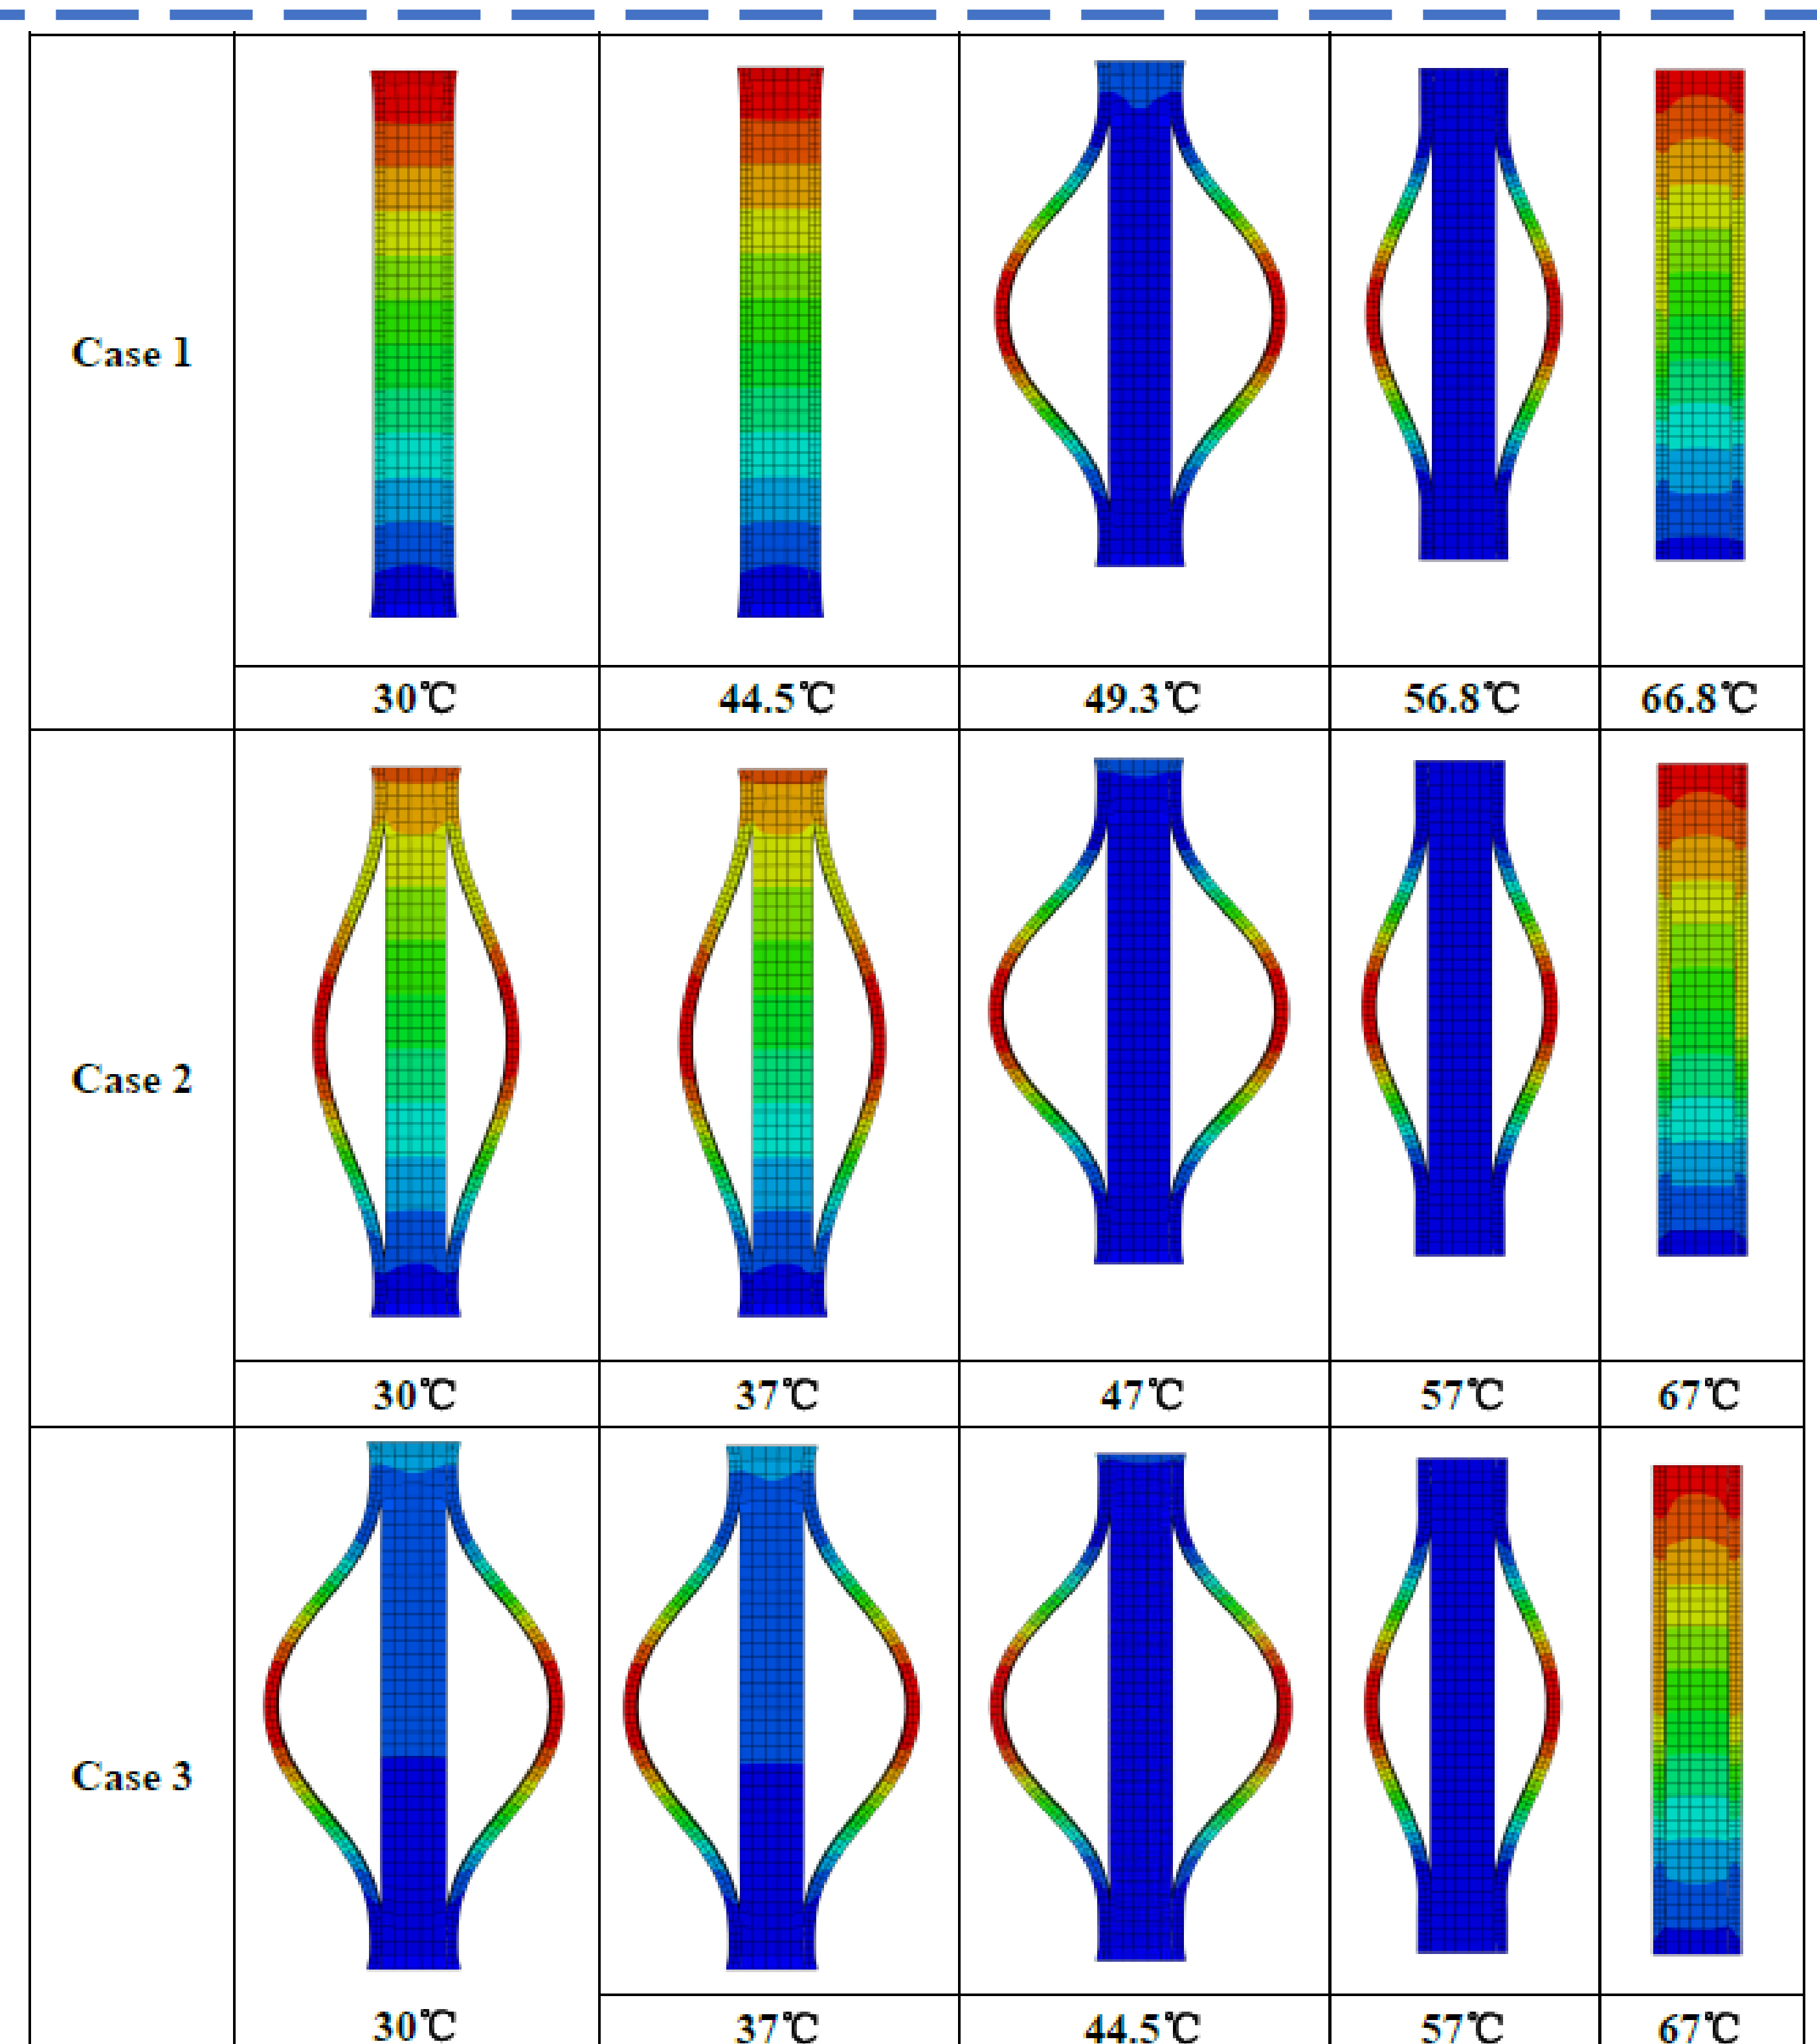 Case 1
30℃ 44.5℃ 49.3℃ 56.8℃ 66.8℃
Case 2
30℃ 37℃ 47℃ 57℃ 67℃
Case 3
30℃ 37℃ 44.5℃ 57℃ 67℃